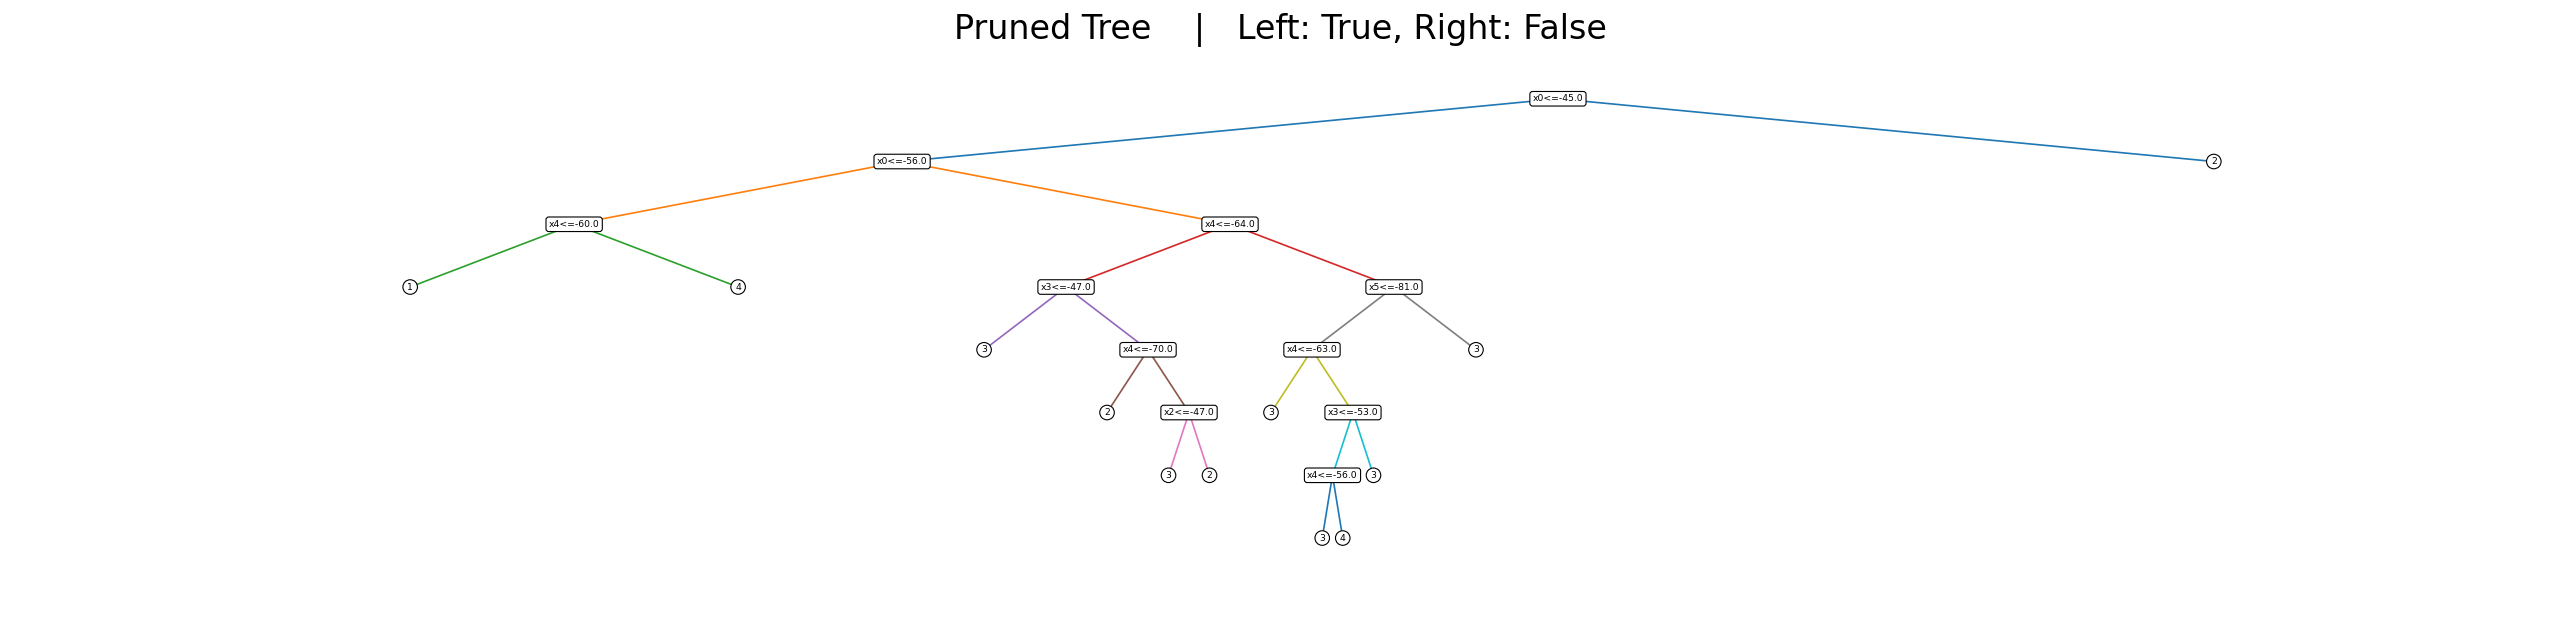 Pruned Tree | Left: True, Right: False
x0<=-45.0
x0<=-56.0
2
x4<=-60.0
x4<=-64.0
1
4
x3<=-47.0
x5<=-81.0
3
x4<=-70.0
x4<=-63.0
3
2
x2<=-47.0
3
x3<=-53.0
3
2
x4<=-56.0
3
3
4